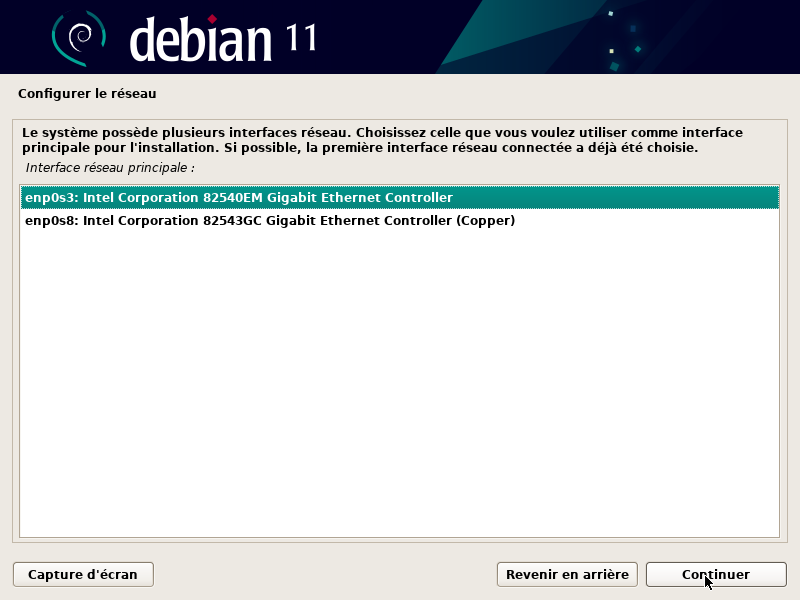 debian 11
Configurer le réseau
Le système possède plusieurs interfaces réseau. Choisissez celle que vous voulez utiliser comme interface
principale pour l'installation. Si possible, la première interface réseau connectée a déjà été choisie.
Interface réseau principale :
enp0s3: Intel Corporation 82540EM Gigabit Ethernet Controller
enp0s8: Intel Corporation 82543GC Gigabit Ethernet Controller (Copper)
Capture d'écran
Revenir en arrière
Continuer